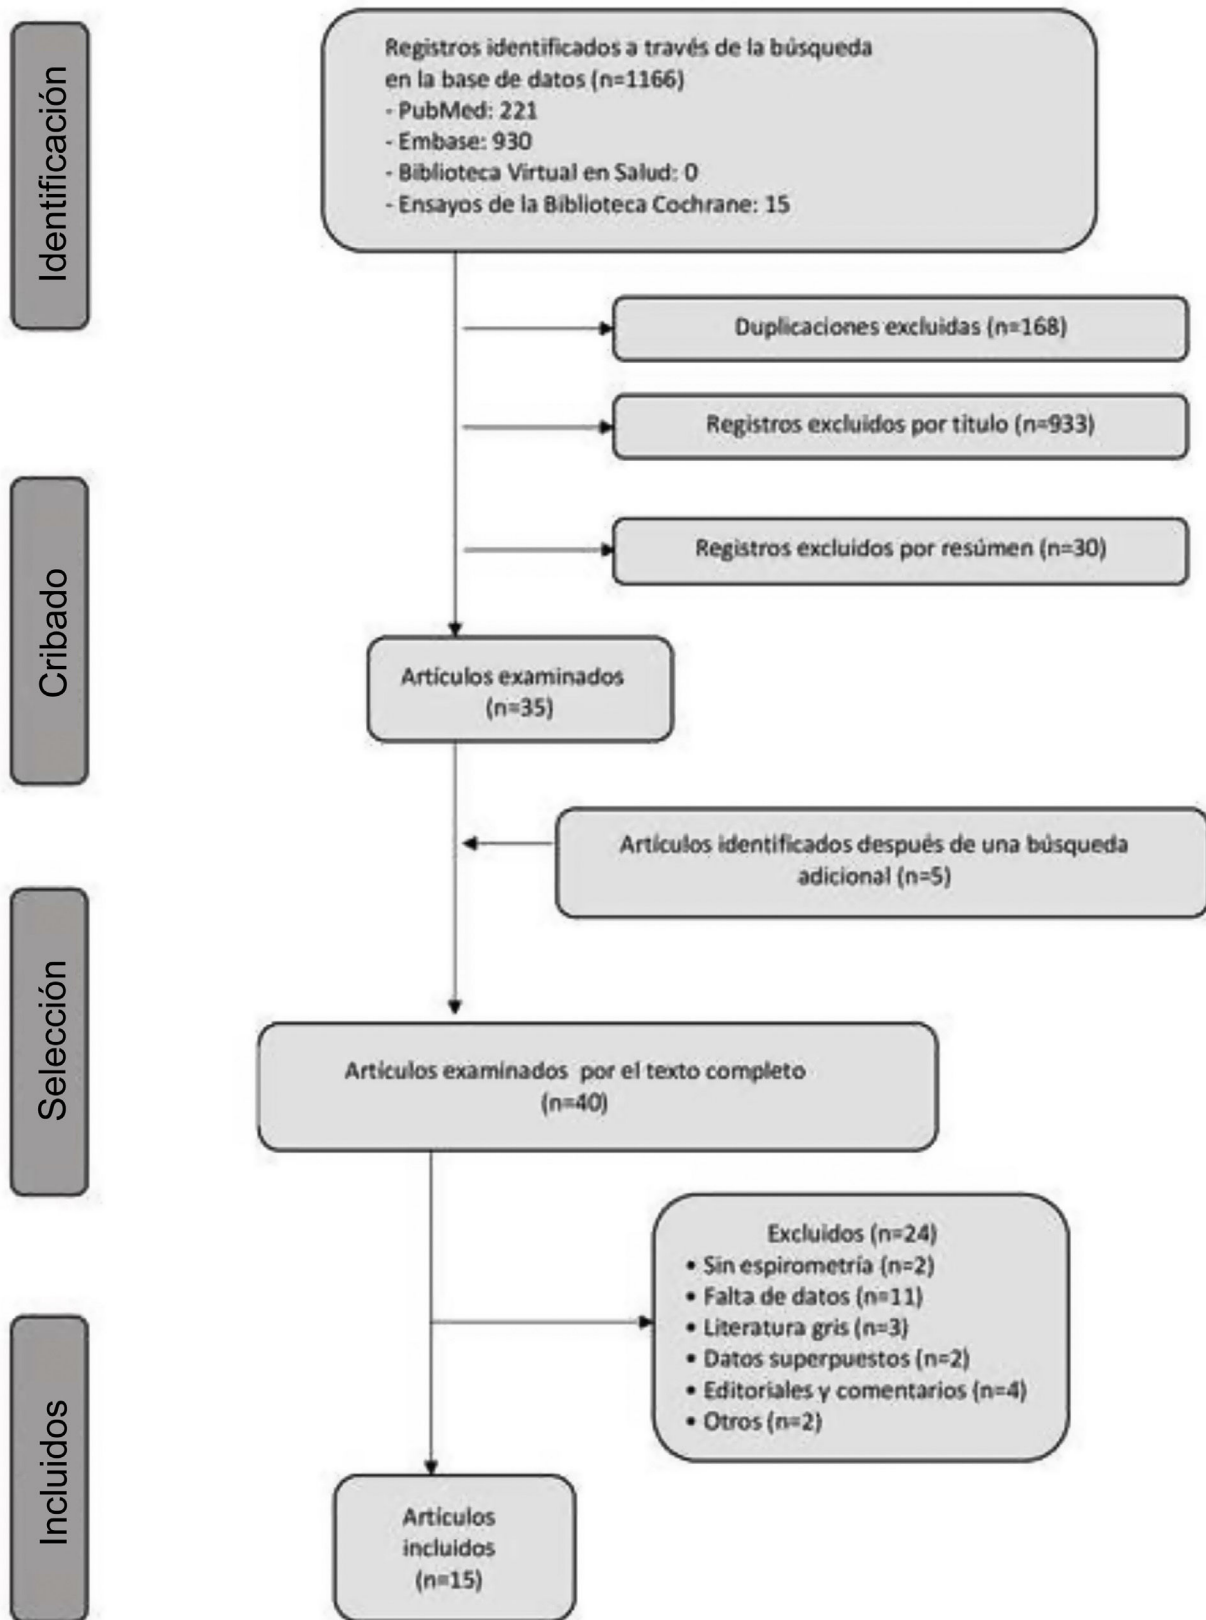 Identificación
Registros identificados a través de la búsqueda
en la base de datos (n=1166)
- PubMed: 221
- Embase: 930
- Biblioteca Virtual en Salud: 0
- Ensayos de la Biblioteca Cochrane: 15
Duplicaciones excluidas (n=168)
Registros excluidos por título (n=933)
Cribado
Registros excluidos por resúmen (n=30)
Artículos examinados
(n=35)
Artículos identificados después de una búsqueda
adicional (n=5)
Selección
Artículos examinados por el texto completo
(n=40)
Excluidos (n=24)
• Sin espirometría (n=2)
• Falta de datos (n=11)
• Literatura gris (n=3)
• Datos superpuestos (n=2)
• Editoriales y comentarios (n=4)
• Otros (n=2)
Incluidos
Artículos
incluidos
(n=15)